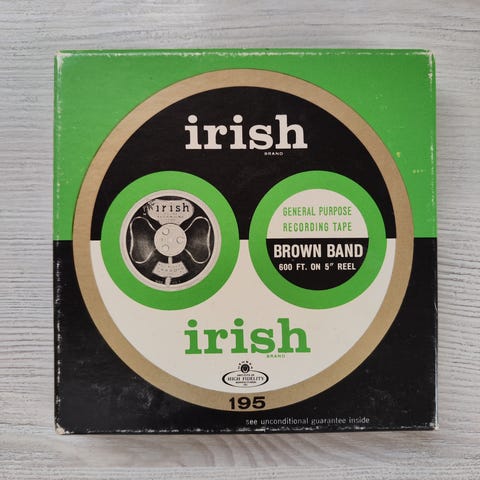 irish
BRAND
irish
GENERAL PURPOSE
RECORDING TAPE
BROWN BAND
600 FT. ON 5" REEL
irish
BRAND
HIGH FIDELITY
195
see unconditional guarantee inside